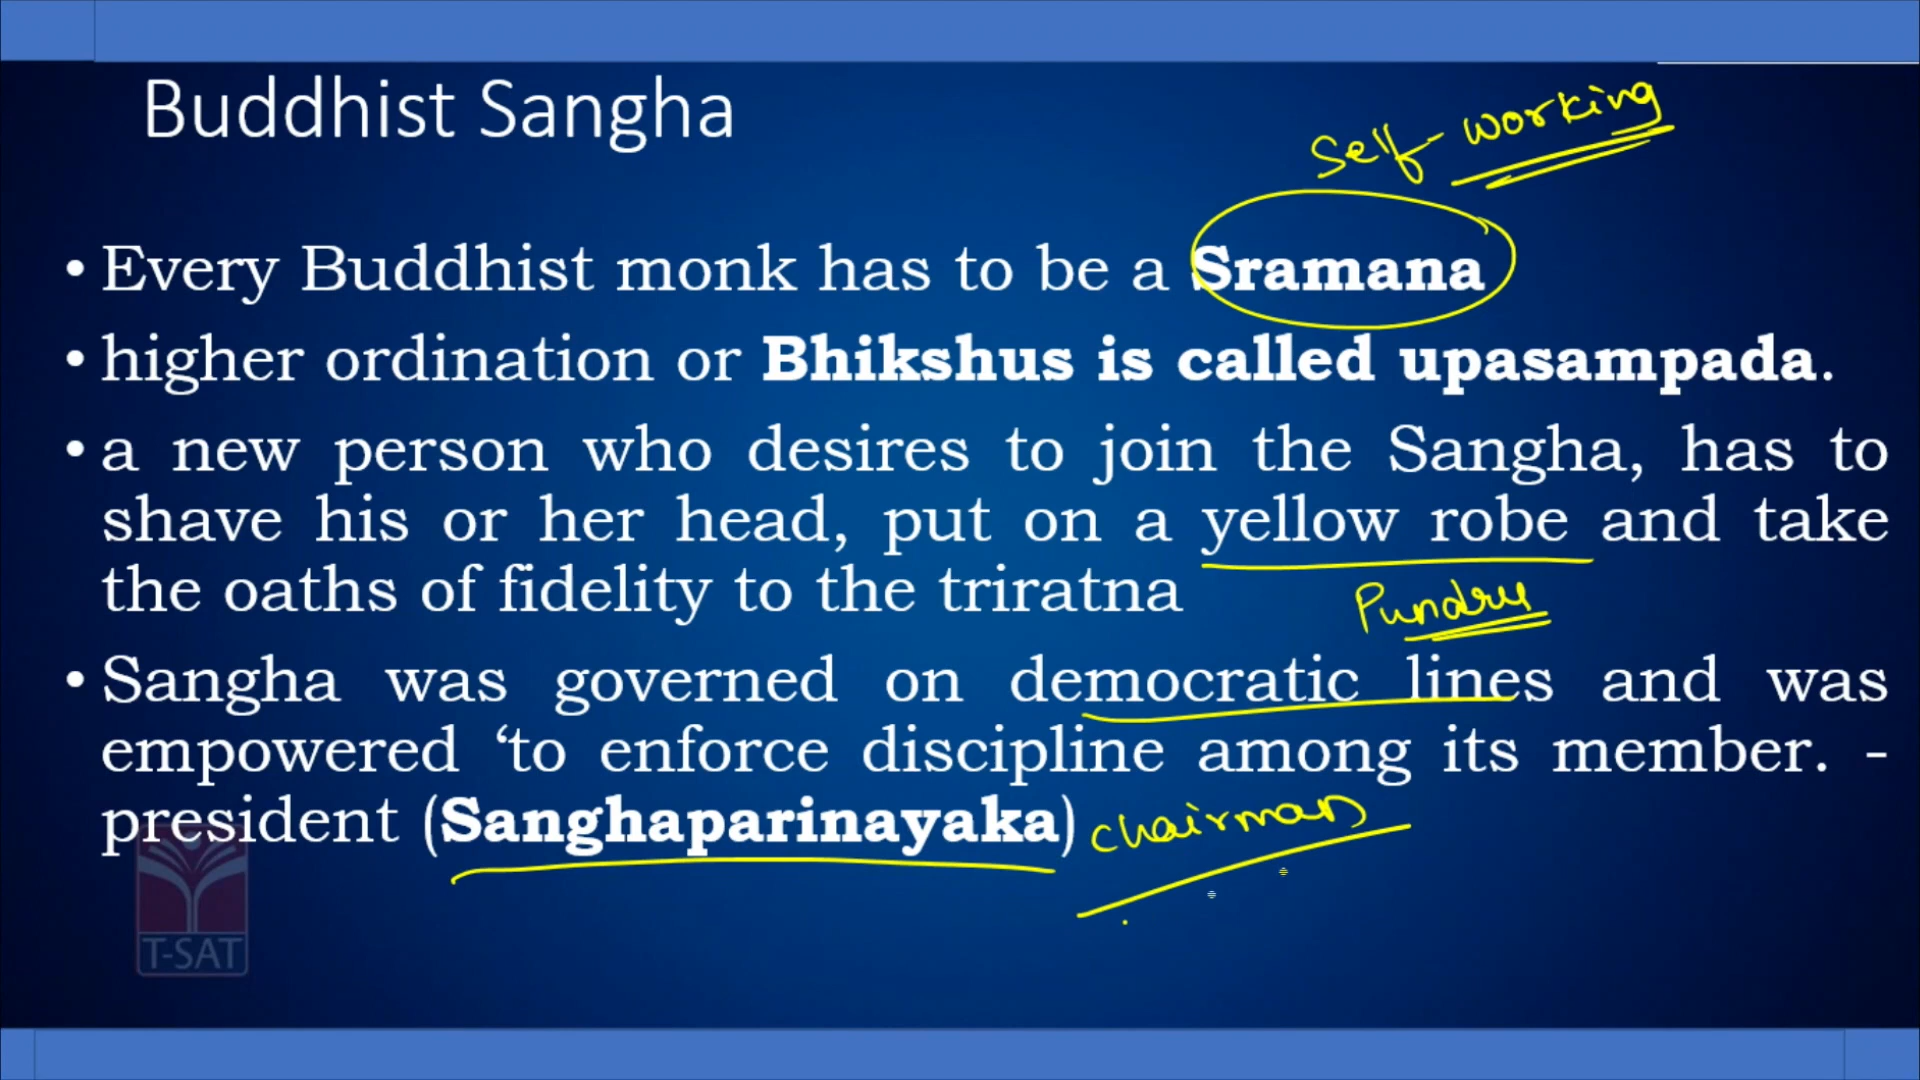 Buddhist Sangha
Self-working
• Every Buddhist monk has to be a Sramana
• higher ordination or Bhikshus is called upasampada.
• a new person who desires to join the Sangha, has to
shave his or her head, put on a yellow robe and take
the oaths of fidelity to the triratna
• Sangha was governed on democratic lines and was
empowered ‘to enforce discipline among its member. -
president (Sanghaparinayaka) chairman
T-SAT